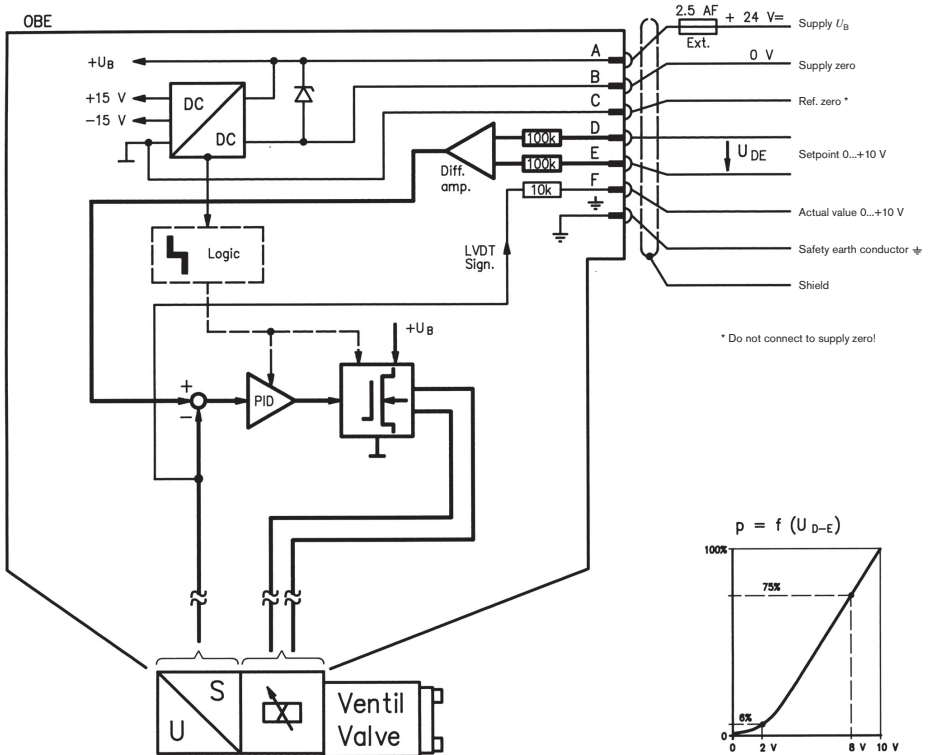 OBE
2.5 AF
+ 24 V=
Ext.
Supply U_B
+U_B
A
0 V
Supply zero
B
+15 V
-15 V
DC
DC
C
Ref. zero *
D
100k
U_DE
Setpoint 0...+10 V
E
100k
Diff.
amp.
F
10k
Actual value 0...+10 V
Logic
LVDT
Sign.
Safety earth conductor ⏚
Shield
* Do not connect to supply zero!
+U_B
+
−
PID
p = f (U_D-E)
100%
75%
6%
0
0 2 V 8 V 10 V
S
U
Ventil
Valve